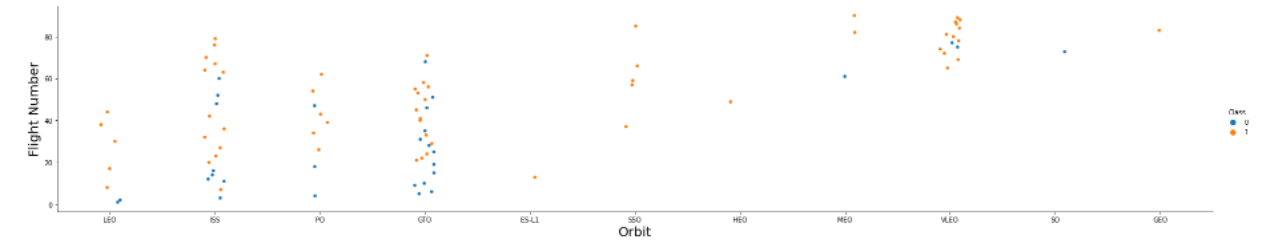 Flight Number
80
60
40
20
0
LEO
ISS
PO
GTO
ES-L1
SSO
HEO
MEO
VLEO
SO
GEO
Orbit
Class
0
1